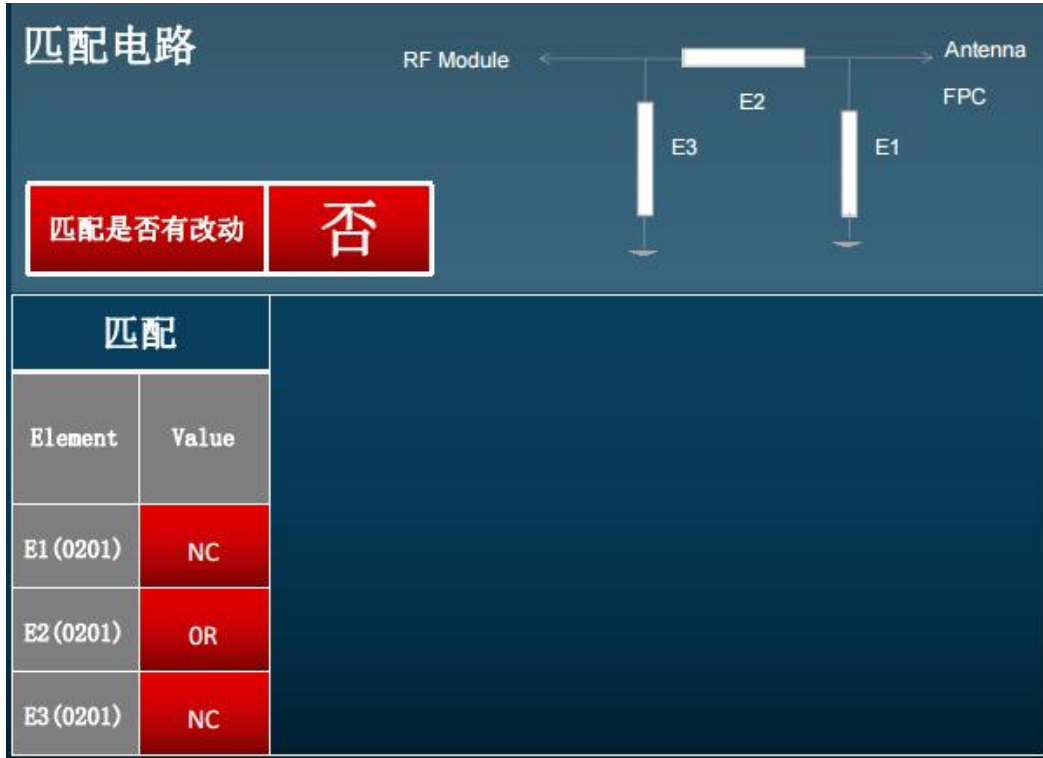 匹配电路
RF Module
Antenna
FPC
E2
E3
E1
匹配是否有改动
否
匹配
Element
Value
E1(0201)
NC
E2(0201)
0R
E3(0201)
NC